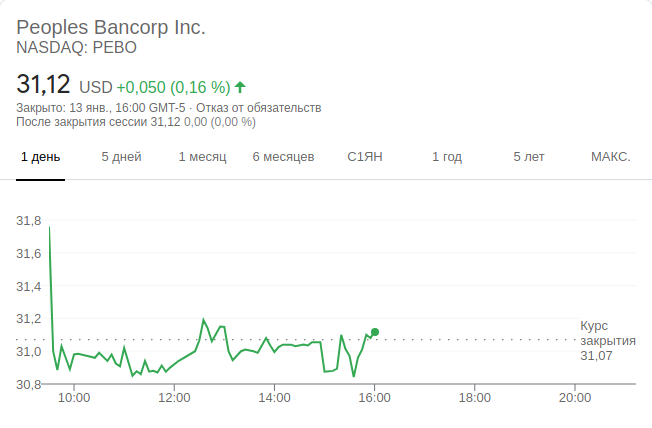 Peoples Bancorp Inc.
NASDAQ: PEBO
31,12 USD +0,050 (0,16 %)
Закрыто: 13 янв., 16:00 GMT-5 · Отказ от обязательств
После закрытия сессии 31,12 0,00 (0,00 %)
1 день 5 дней 1 месяц 6 месяцев С1ЯН 1 год 5 лет МАКС.
31,8
31,6
31,4
31,2
31,0
30,8
Курс
закрытия
31,07
10:00 12:00 14:00 16:00 18:00 20:00